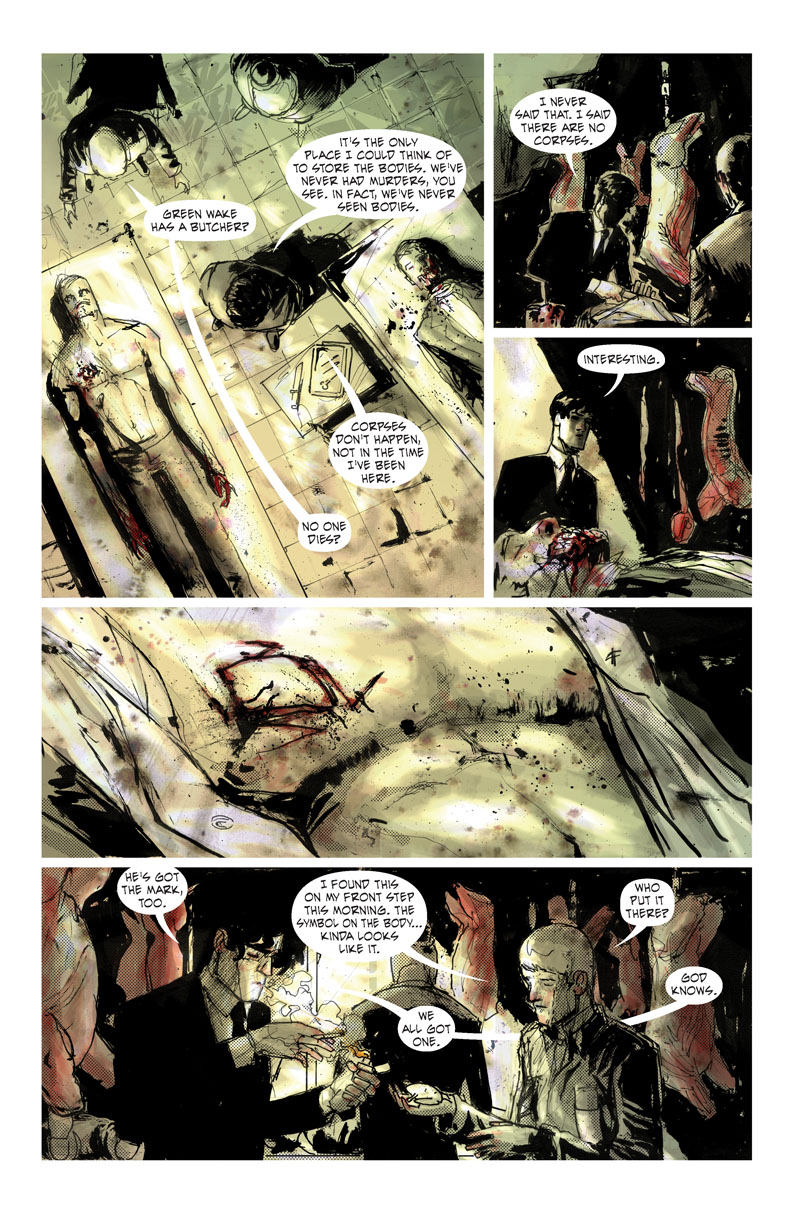 GREEN WAKE
HAS A BUTCHER?
IT'S THE ONLY
PLACE I COULD THINK OF
TO STORE THE BODIES. WE'VE
NEVER HAD MURDERS, YOU
SEE. IN FACT, WE'VE NEVER
SEEN BODIES.
CORPSES
DON'T HAPPEN,
NOT IN THE TIME
I'VE BEEN
HERE.
NO ONE
DIES?
I NEVER
SAID THAT. I SAID
THERE ARE NO
CORPSES.
INTERESTING.
HE'S GOT
THE MARK,
TOO.
I FOUND THIS
ON MY FRONT STEP
THIS MORNING. THE
SYMBOL ON THE BODY...
KINDA LOOKS
LIKE IT.
WE
ALL GOT
ONE.
WHO
PUT IT
THERE?
GOD
KNOWS.